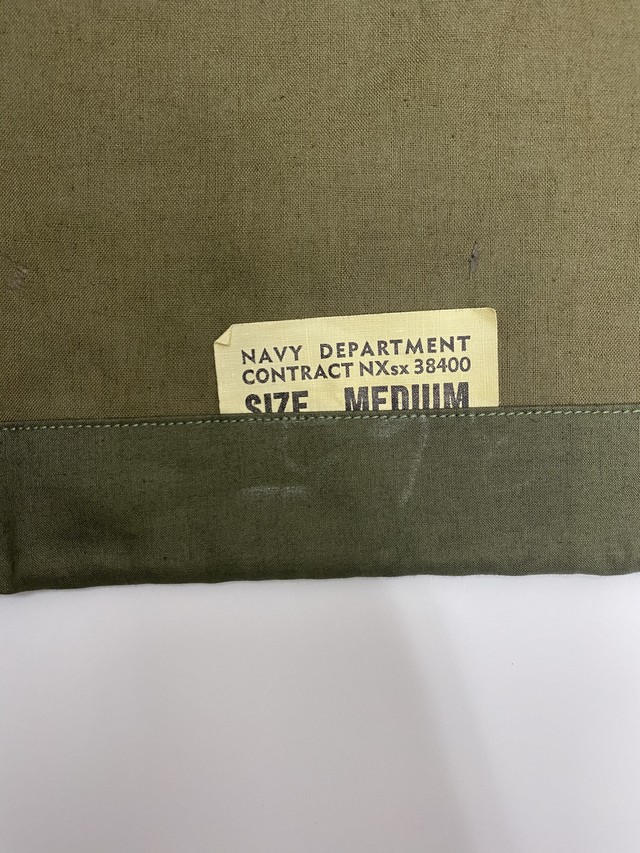 NAVY DEPARTMENT
CONTRACT NXsx 38400
SIZE MEDIUM